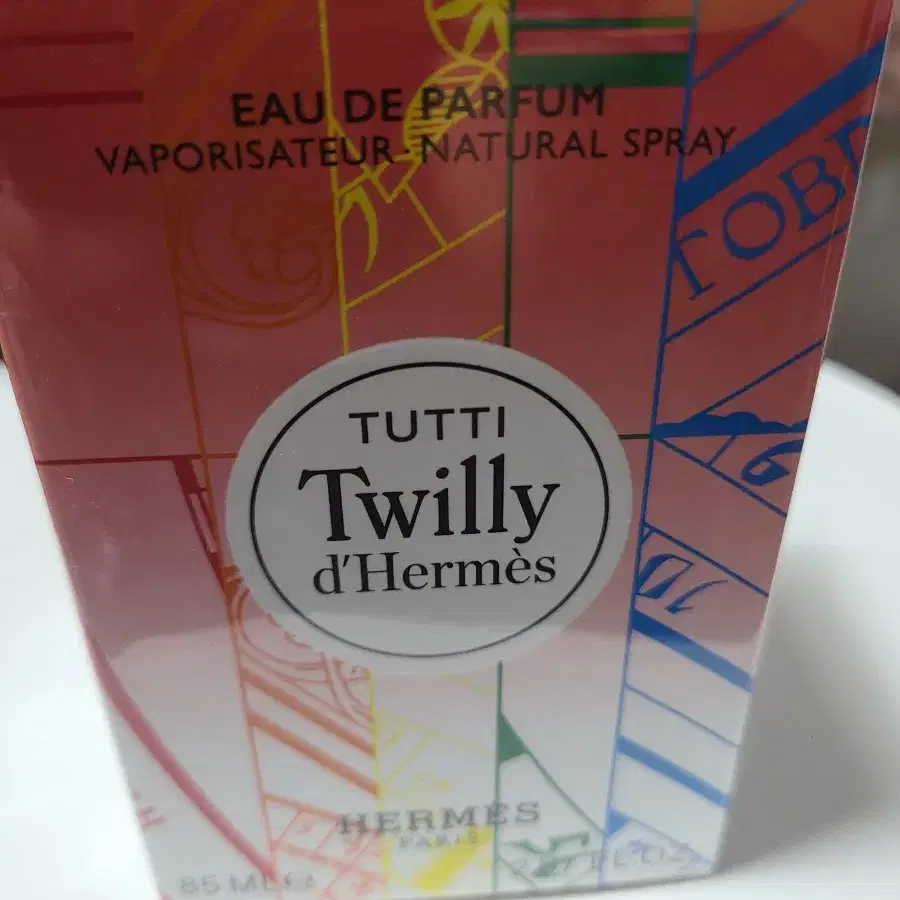 EAU DE PARFUM
VAPORISATEUR · NATURAL SPRAY
TUTTI
Twilly
d'Hermès
HERMÈS
PARIS
85 ML ℮